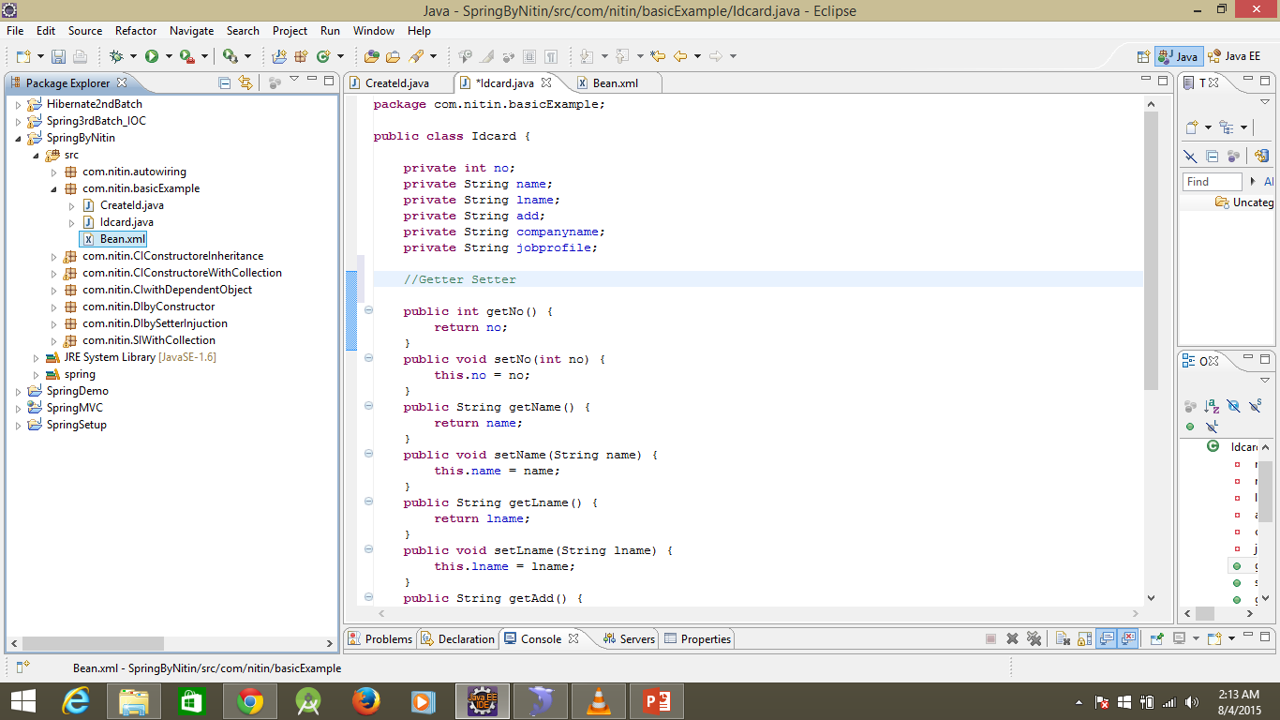 Java - SpringByNitin/src/com/nitin/basicExample/Idcard.java - Eclipse
File Edit Source Refactor Navigate Search Project Run Window Help
Java Java EE
Package Explorer
Hibernate2ndBatch
Spring3rdBatch_IOC
SpringByNitin
src
com.nitin.autowiring
com.nitin.basicExample
CreateId.java
Idcard.java
Bean.xml
com.nitin.CIConstructoreInheritance
com.nitin.CIConstructoreWithCollection
com.nitin.CIwithDependentObject
com.nitin.DIbyConstructor
com.nitin.DIbySetterInjuction
com.nitin.SIWithCollection
JRE System Library [JavaSE-1.6]
spring
SpringDemo
SpringMVC
SpringSetup
CreateId.java *Idcard.java Bean.xml
package com.nitin.basicExample;
public class Idcard {
private int no;
private String name;
private String lname;
private String add;
private String companyname;
private String jobprofile;
//Getter Setter
public int getNo() {
return no;
}
public void setNo(int no) {
this.no = no;
}
public String getName() {
return name;
}
public void setName(String name) {
this.name = name;
}
public String getLname() {
return lname;
}
public void setLname(String lname) {
this.lname = lname;
}
public String getAdd() {
T
Find Al
Uncateg
O
Idcar
Problems Declaration Console Servers Properties
Bean.xml - SpringByNitin/src/com/nitin/basicExample
Java EE
IDE
2:13 AM
8/4/2015